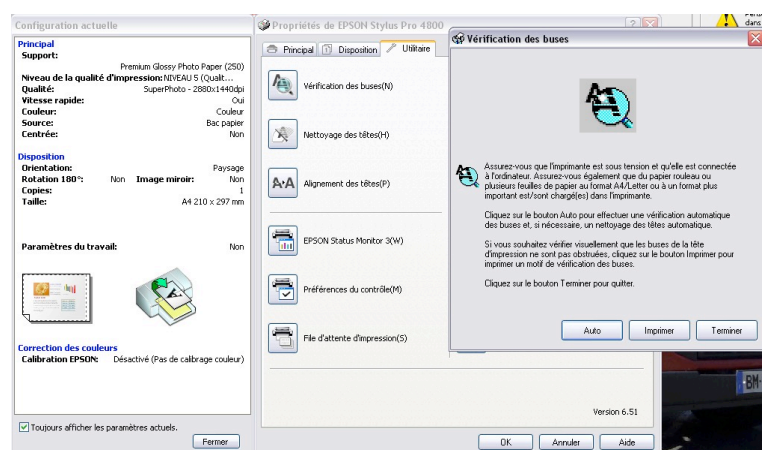 Configuration actuelle
Principal
Support:
Premium Glossy Photo Paper (250)
Niveau de la qualité d'impression: NIVEAU 5 (Qualit...
Qualité: SuperPhoto - 2880x1440dpi
Vitesse rapide: Oui
Couleur: Couleur
Source: Bac papier
Centrée: Non
Disposition
Orientation: Paysage
Rotation 180°: Non Image miroir: Non
Copies: 1
Taille: A4 210 x 297 mm
Paramètres du travail: Non
Correction des couleurs
Calibration EPSON: Désactivé (Pas de calibrage couleur)
Toujours afficher les paramètres actuels.
Fermer
Propriétés de EPSON Stylus Pro 4800
Principal Disposition Utilitaire
Vérification des buses(N)
Nettoyage des têtes(H)
Alignement des têtes(P)
EPSON Status Monitor 3(W)
Préférences du contrôle(M)
File d'attente d'impression(S)
Version 6.51
OK Annuler Aide
Vérification des buses
Assurez-vous que l'imprimante est sous tension et qu'elle est connectée
à l'ordinateur. Assurez-vous également que du papier rouleau ou
plusieurs feuilles de papier au format A4/Letter ou à un format plus
important est/sont chargé(es) dans l'imprimante.
Cliquez sur le bouton Auto pour effectuer une vérification automatique
des buses et, si nécessaire, un nettoyage des têtes automatique.
Si vous souhaitez vérifier visuellement que les buses de la tête
d'impression ne sont pas obstruées, cliquez sur le bouton Imprimer pour
imprimer un motif de vérification des buses.
Cliquez sur le bouton Terminer pour quitter.
Auto Imprimer Terminer
dans
BM-